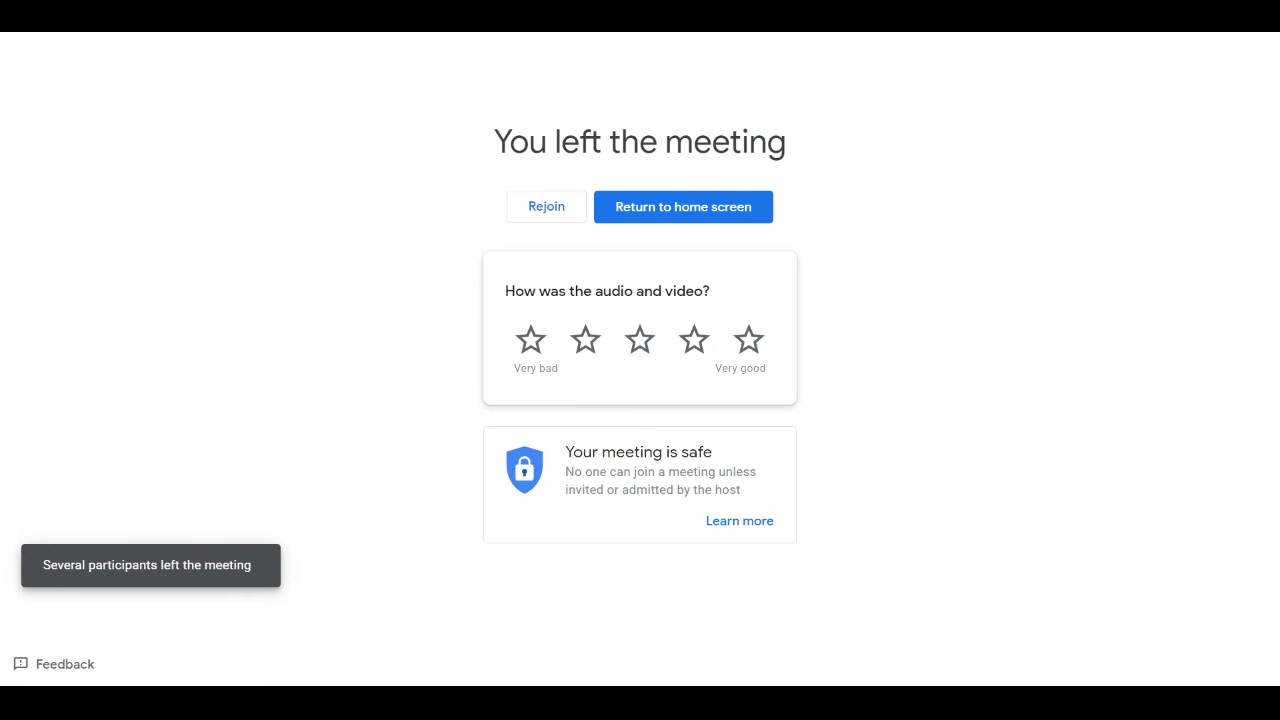 You left the meeting
Rejoin
Return to home screen
How was the audio and video?
Very bad
Very good
Your meeting is safe
No one can join a meeting unless
invited or admitted by the host
Learn more
Several participants left the meeting
Feedback